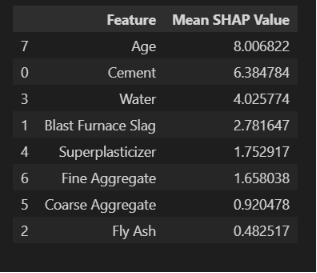 Feature Mean SHAP Value
7 Age 8.006822
0 Cement 6.384784
3 Water 4.025774
1 Blast Furnace Slag 2.781647
4 Superplasticizer 1.752917
6 Fine Aggregate 1.658038
5 Coarse Aggregate 0.920478
2 Fly Ash 0.482517